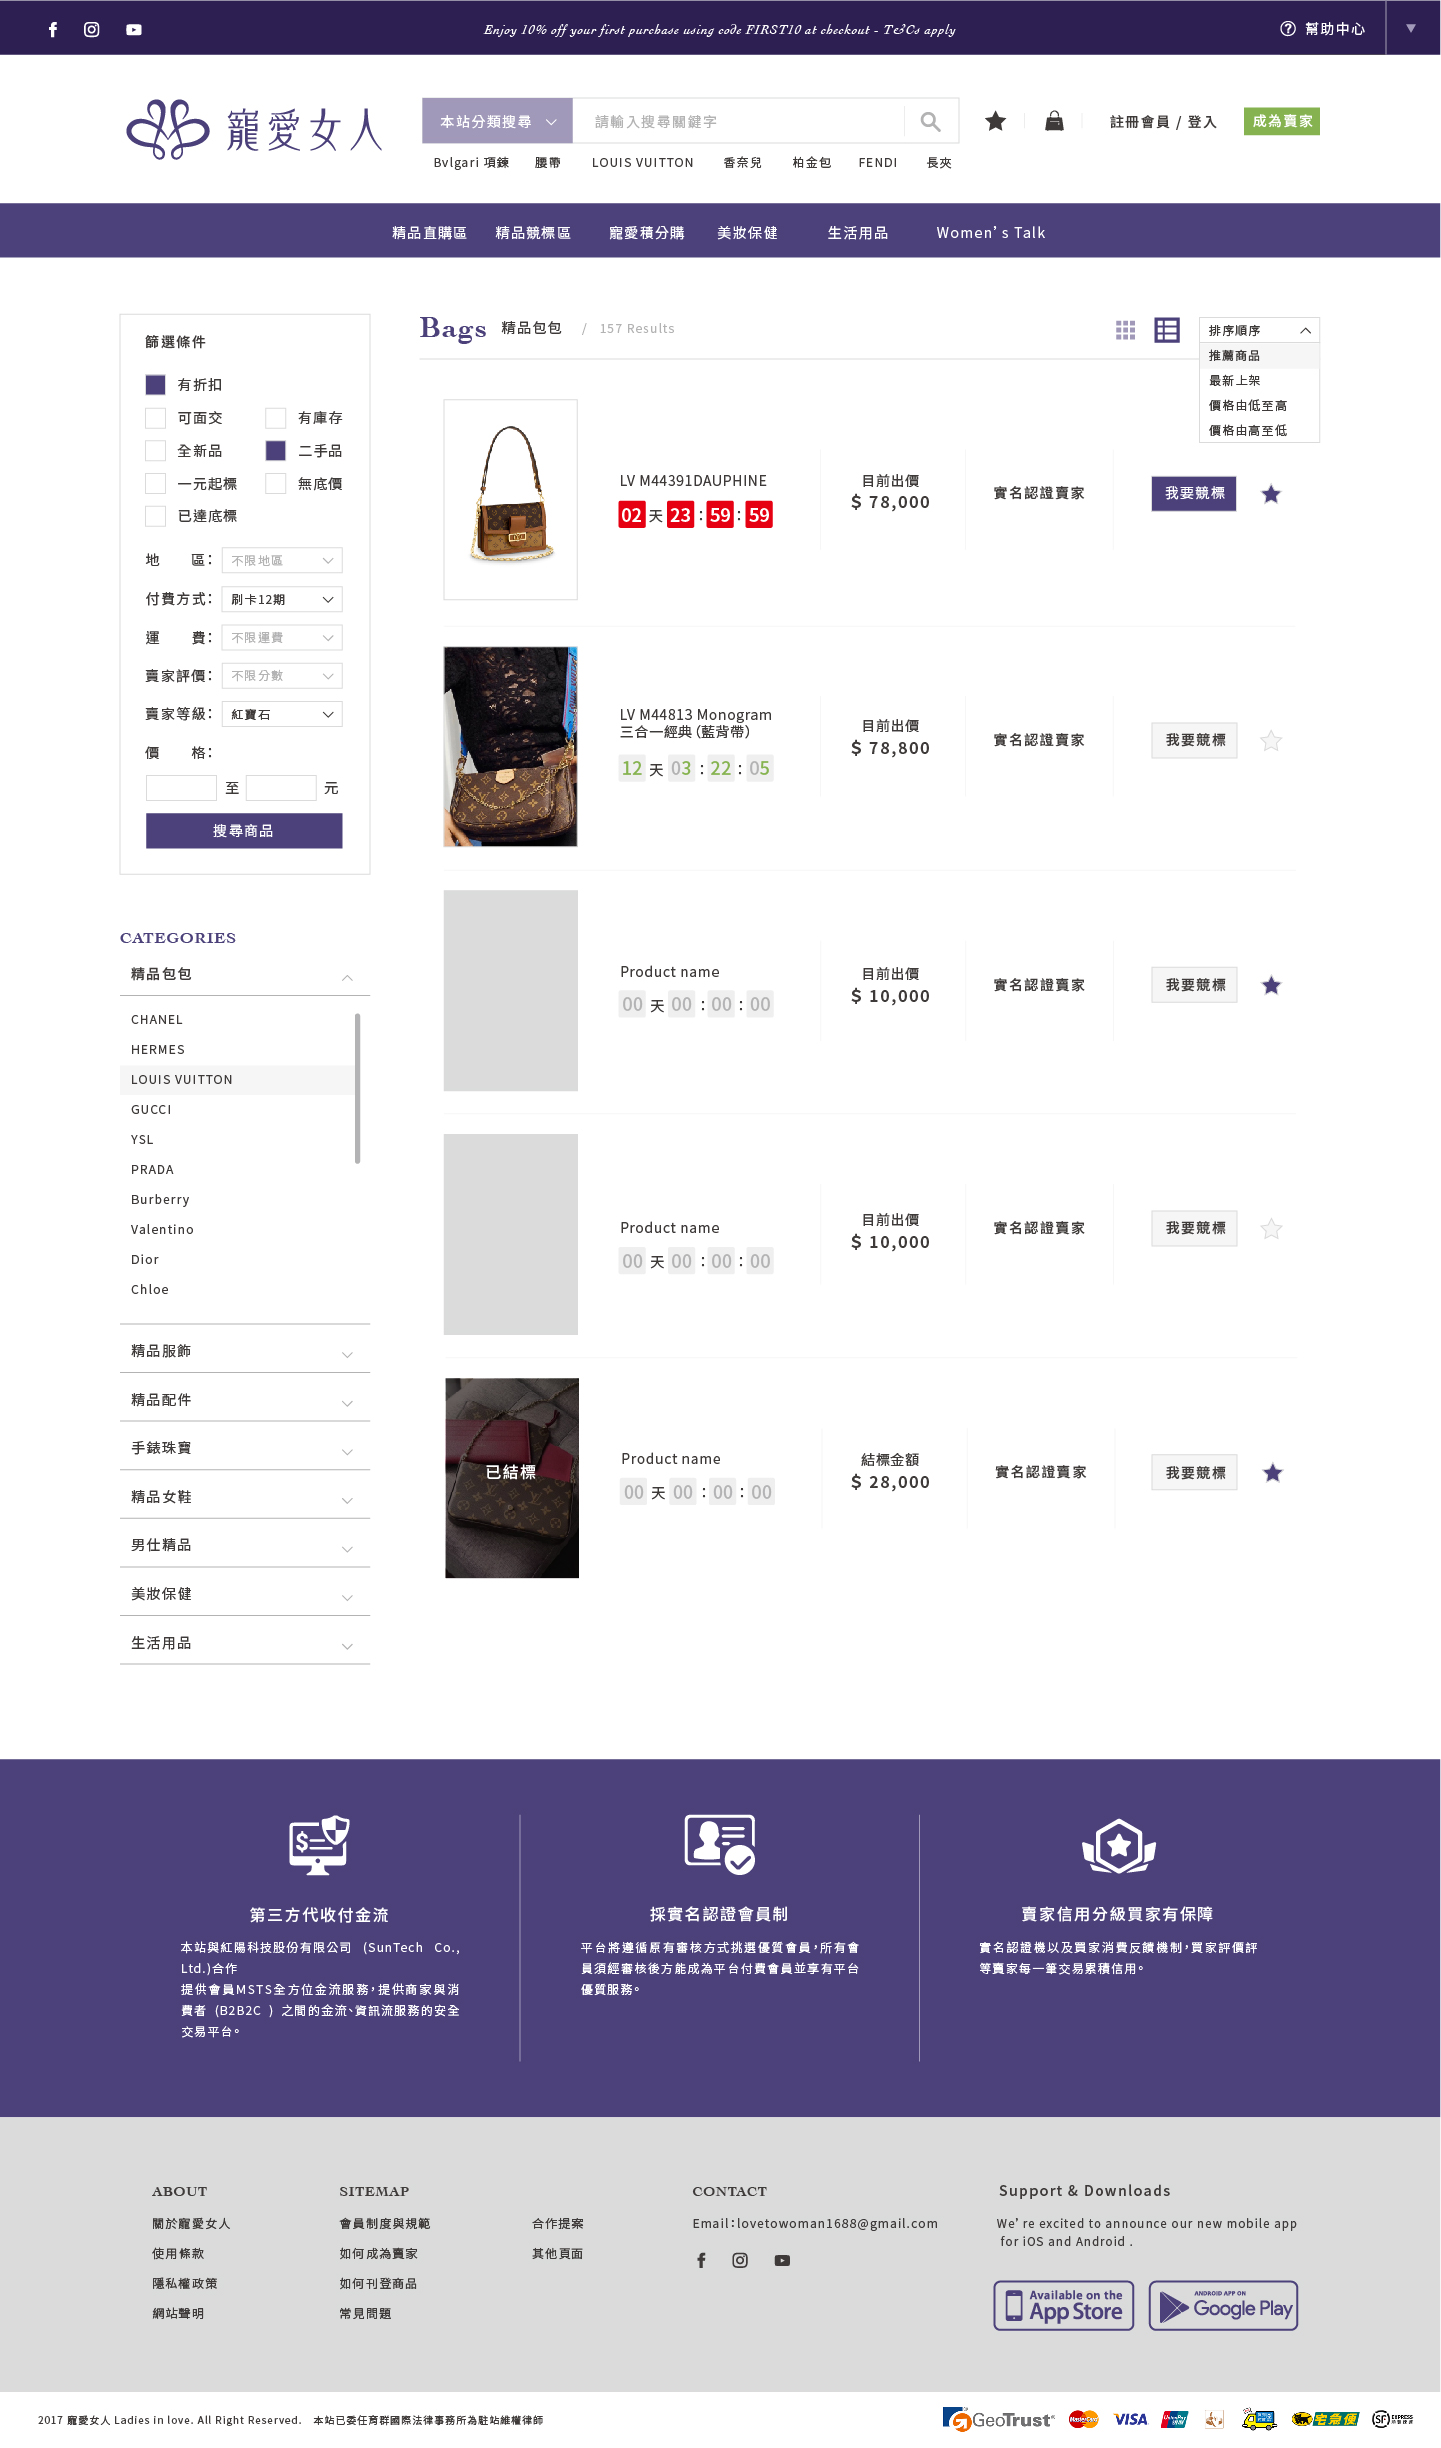 Enjoy 10% off your first purchase using code FIRST10 at checkout - T&Cs apply
幫助中心
寵愛女人
本站分類搜尋
請輸入搜尋關鍵字
註冊會員 / 登入
成為賣家
Bvlgari 項鍊 腰帶 LOUIS VUITTON 香奈兒 柏金包 FENDI 長夾
精品直購區 精品競標區 寵愛積分購 美妝保健 生活用品 Women's Talk
篩選條件
有折扣
可面交 有庫存
全新品 二手品
一元起標 無底價
已達底標
地 區： 不限地區
付費方式： 刷卡12期
運 費： 不限運費
賣家評價： 不限分數
賣家等級： 紅寶石
價 格：
至 元
搜尋商品
CATEGORIES
精品包包
CHANEL
HERMES
LOUIS VUITTON
GUCCI
YSL
PRADA
Burberry
Valentino
Dior
Chloe
精品服飾
精品配件
手錶珠寶
精品女鞋
男仕精品
美妝保健
生活用品
Bags 精品包包 / 157 Results
排序順序
推薦商品
最新上架
價格由低至高
價格由高至低
LV M44391DAUPHINE
02 天 23 : 59 : 59
目前出價
$ 78,000
實名認證賣家
我要競標
LV M44813 Monogram
三合一經典（藍背帶）
12 天 03 : 22 : 05
目前出價
$ 78,800
實名認證賣家
我要競標
Product name
00 天 00 : 00 : 00
目前出價
$ 10,000
實名認證賣家
我要競標
Product name
00 天 00 : 00 : 00
目前出價
$ 10,000
實名認證賣家
我要競標
已結標
Product name
00 天 00 : 00 : 00
結標金額
$ 28,000
實名認證賣家
我要競標
第三方代收付金流
本站與紅陽科技股份有限公司 (SunTech Co.,
Ltd.)合作
提供會員MSTS全方位金流服務，提供商家與消
費者 (B2B2C ) 之間的金流、資訊流服務的安全
交易平台。
採實名認證會員制
平台將遵循原有審核方式挑選優質會員，所有會
員須經審核後方能成為平台付費會員並享有平台
優質服務。
賣家信用分級買家有保障
實名認證機以及買家消費反饋機制，買家評價評
等賣家每一筆交易累積信用。
ABOUT
關於寵愛女人
使用條款
隱私權政策
網站聲明
SITEMAP
會員制度與規範
如何成為賣家
如何刊登商品
常見問題
合作提案
其他頁面
CONTACT
Email：lovetowoman1688@gmail.com
Support & Downloads
We're excited to announce our new mobile app
for iOS and Android .
Available on the
App Store
ANDROID APP ON
Google Play
2017 寵愛女人 Ladies in love. All Right Reserved. 本站已委任育群國際法律事務所為駐站維權律師
GeoTrust
MasterCard
VISA
UnionPay
宅急便
SF EXPRESS